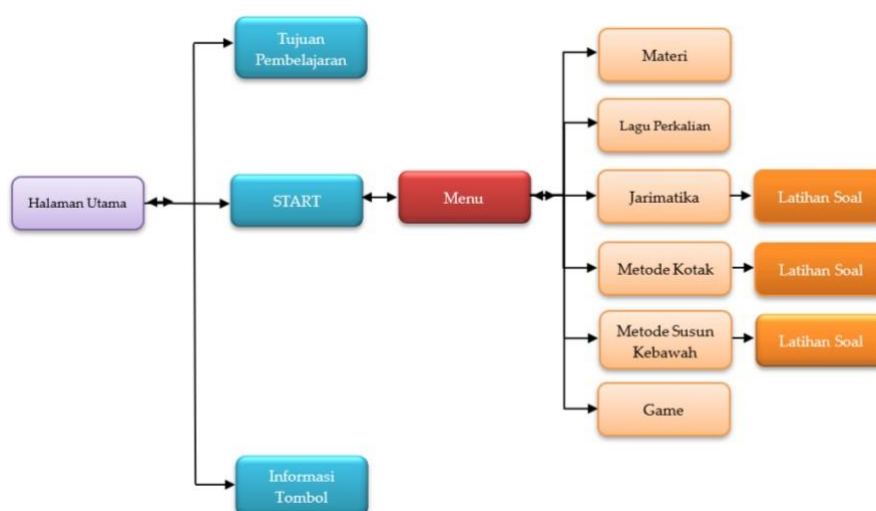 Tujuan
Pembelajaran
Halaman Utama
START
Menu
Informasi
Tombol
Materi
Lagu Perkalian
Jarimatika
Latihan Soal
Metode Kotak
Latihan Soal
Metode Susun
Kebawah
Latihan Soal
Game